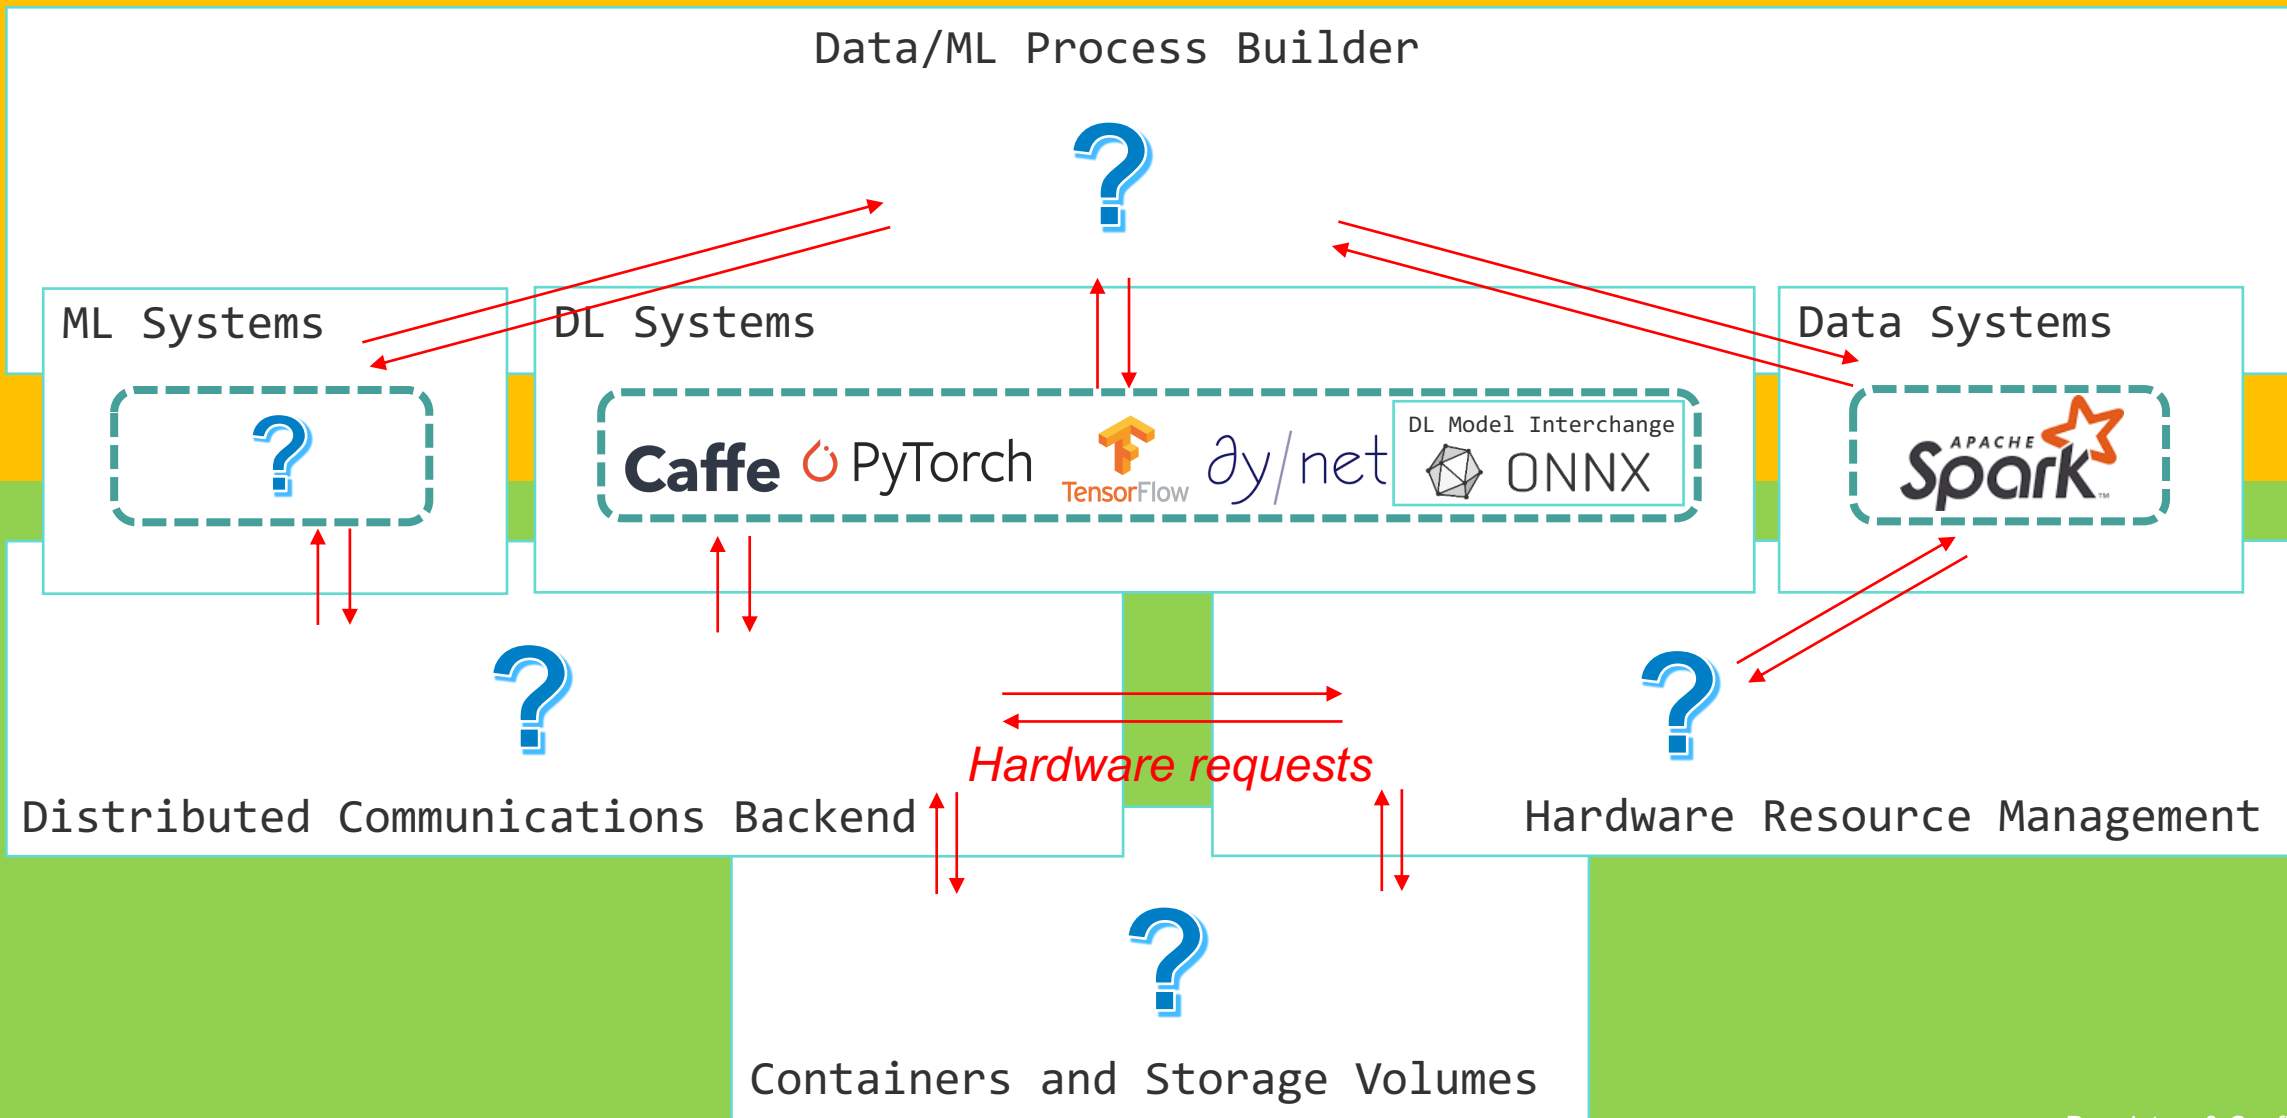 Data/ML Process Builder
?
ML Systems
DL Systems
Data Systems
?
Caffe
PyTorch
TensorFlow
dy/net
DL Model Interchange
ONNX
APACHE
Spark™
?
?
Hardware requests
Distributed Communications Backend
Hardware Resource Management
?
Containers and Storage Volumes